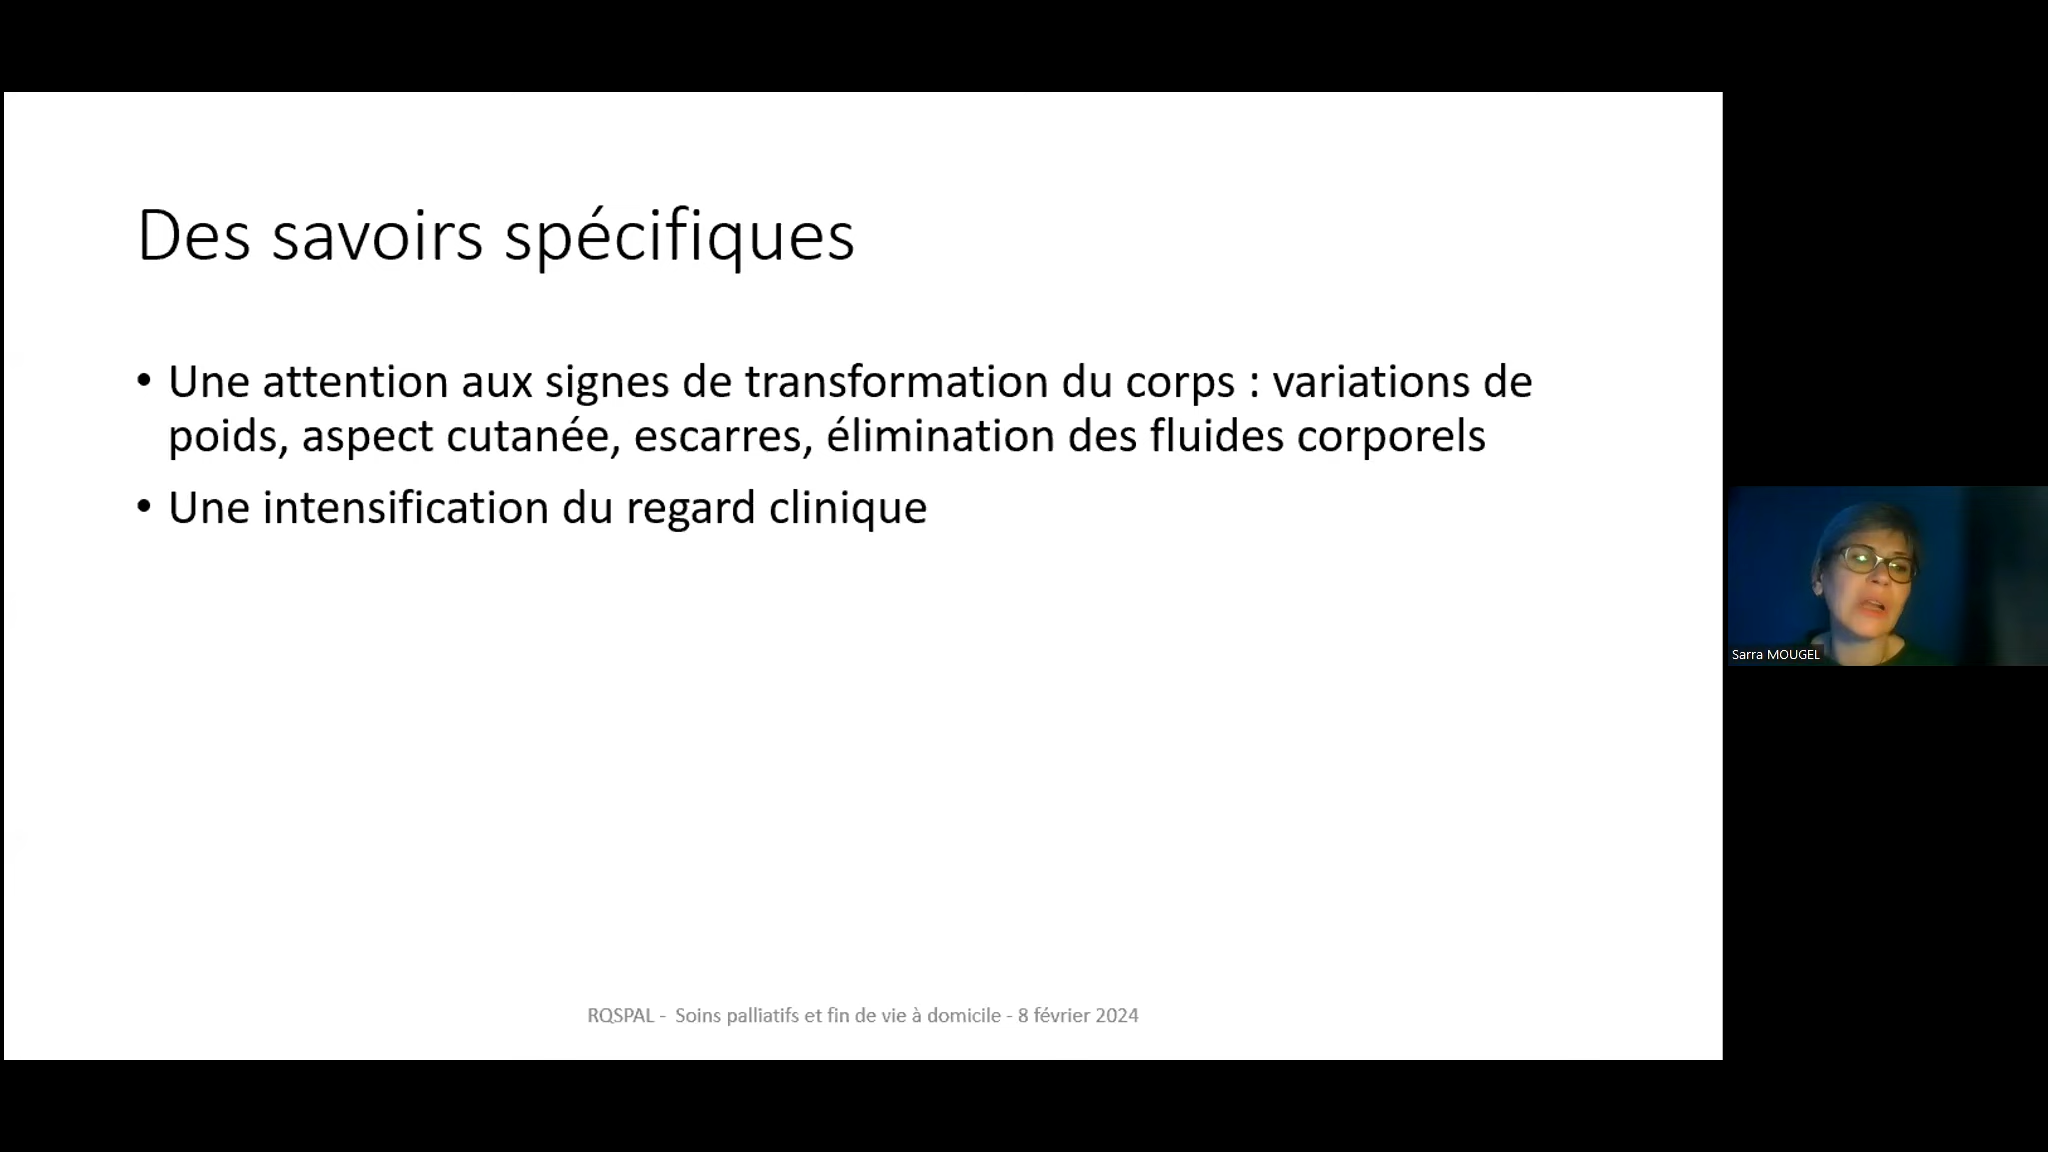 Des savoirs spécifiques
• Une attention aux signes de transformation du corps : variations de
poids, aspect cutanée, escarres, élimination des fluides corporels
• Une intensification du regard clinique
Sarra MOUGEL
RQSPAL - Soins palliatifs et fin de vie à domicile - 8 février 2024